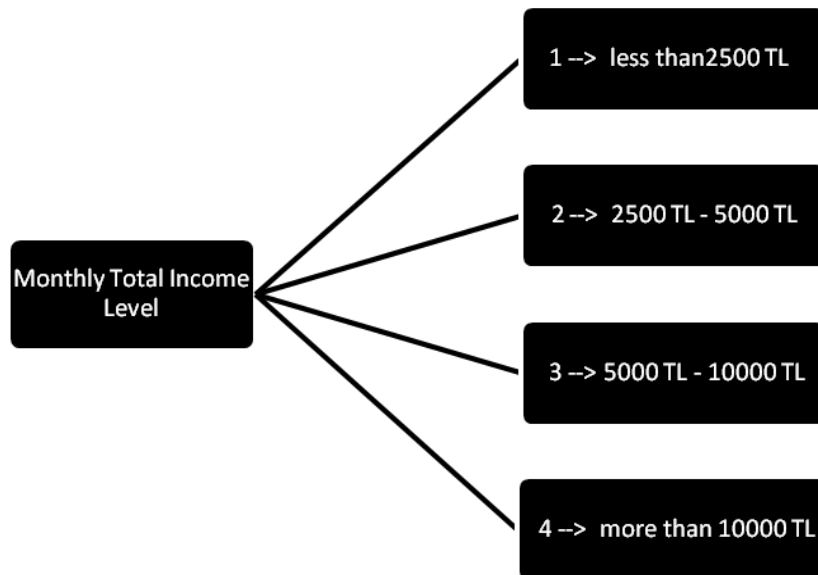 1 --> less than2500 TL
2 --> 2500 TL - 5000 TL
Monthly Total Income
Level
3 --> 5000 TL - 10000 TL
4 --> more than 10000 TL